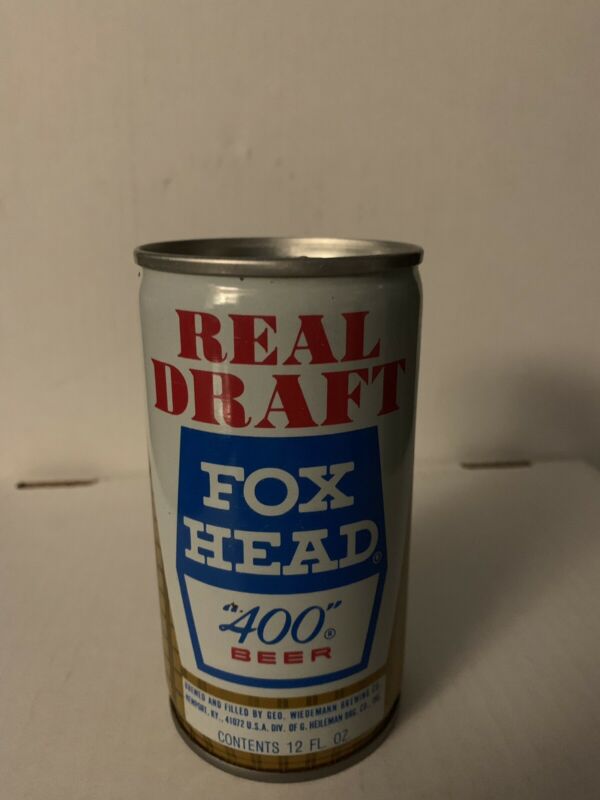 REAL
DRAFT
FOX
HEAD®
"400"®
BEER
BREWED AND FILLED BY GEO. WIEDEMANN BREWING CO.
NEWPORT, KY., 41072 U.S.A. DIV. OF G. HEILEMAN BRG. CO., INC.
CONTENTS 12 FL. OZ.